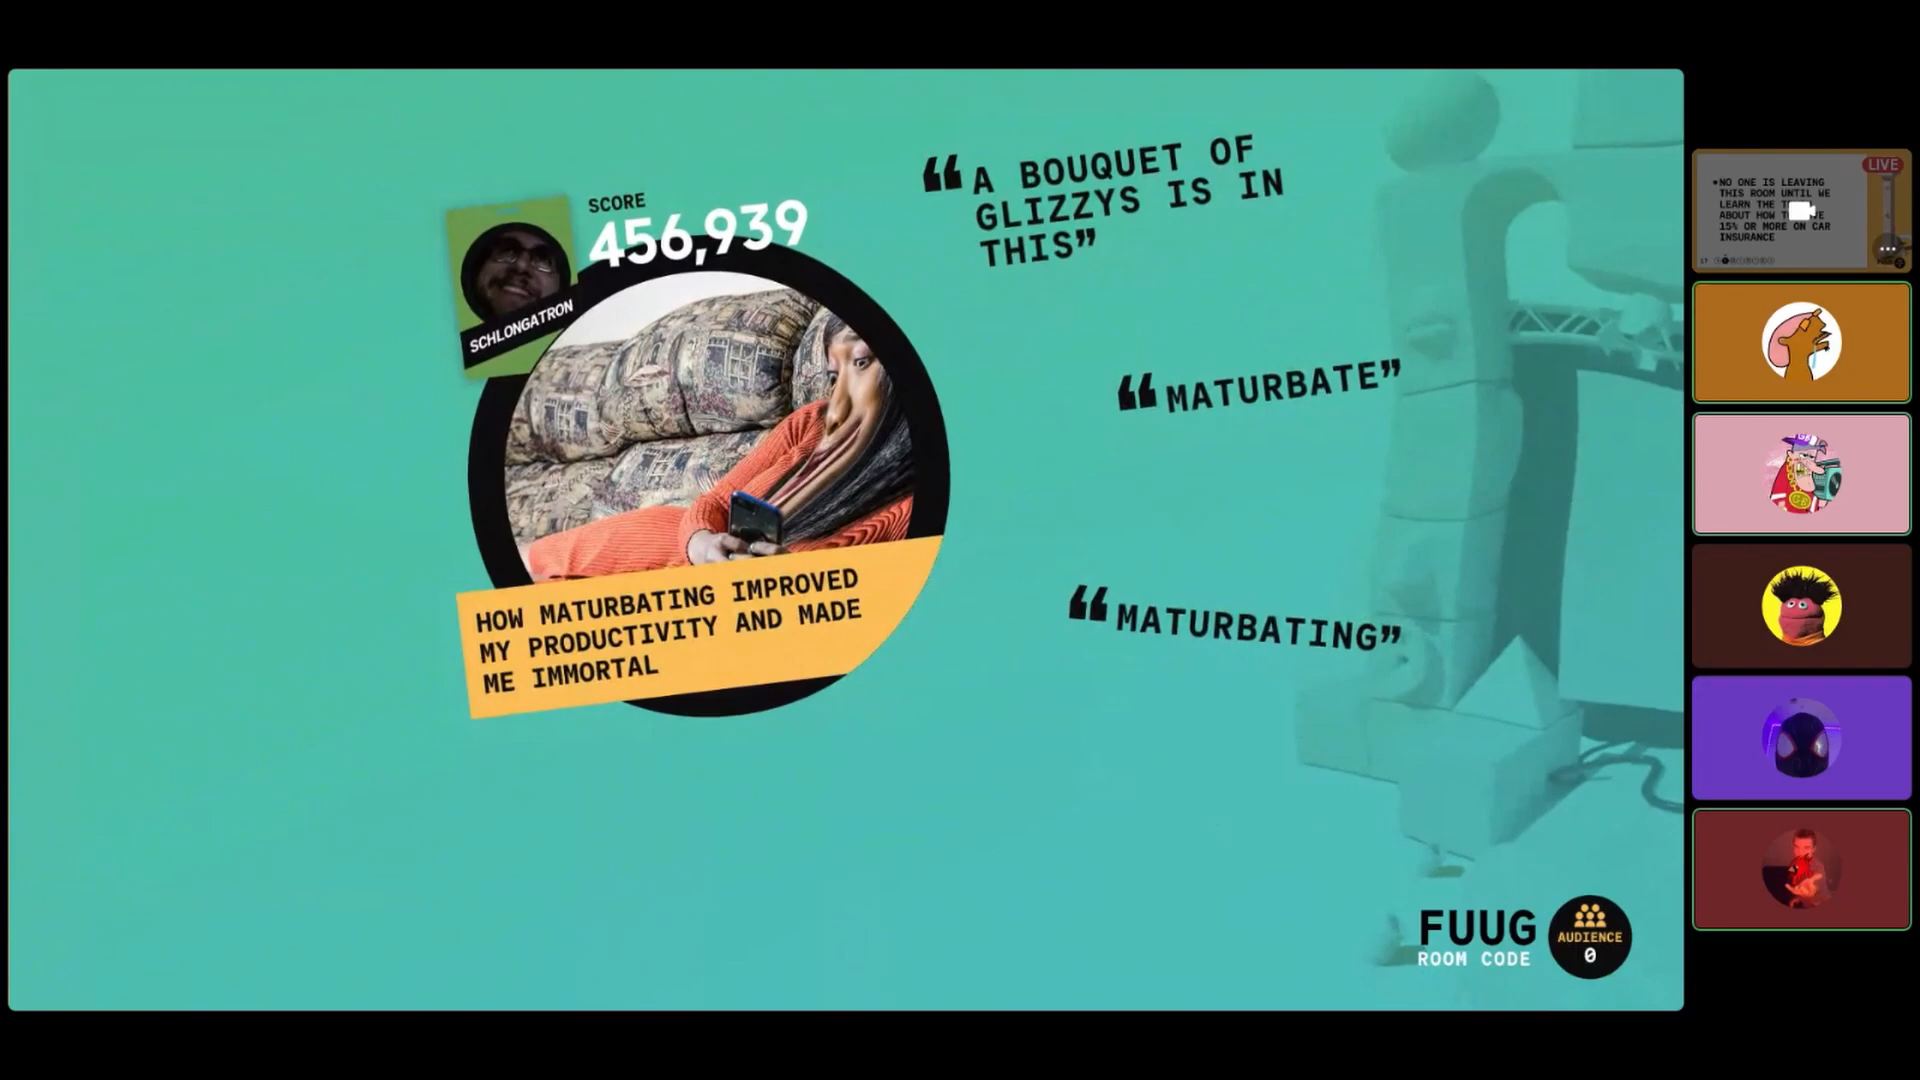 SCORE
456,939
SCHLONGATRON
HOW MATURBATING IMPROVED
MY PRODUCTIVITY AND MADE
ME IMMORTAL
“A BOUQUET OF
GLIZZYS IS IN
THIS”
“MATURBATE”
“MATURBATING”
FUUG
ROOM CODE
AUDIENCE
0
LIVE
•NO ONE IS LEAVING
THIS ROOM UNTIL WE
LEARN THE T
ABOUT HOW T VE
15% OR MORE ON CAR
INSURANCE
17